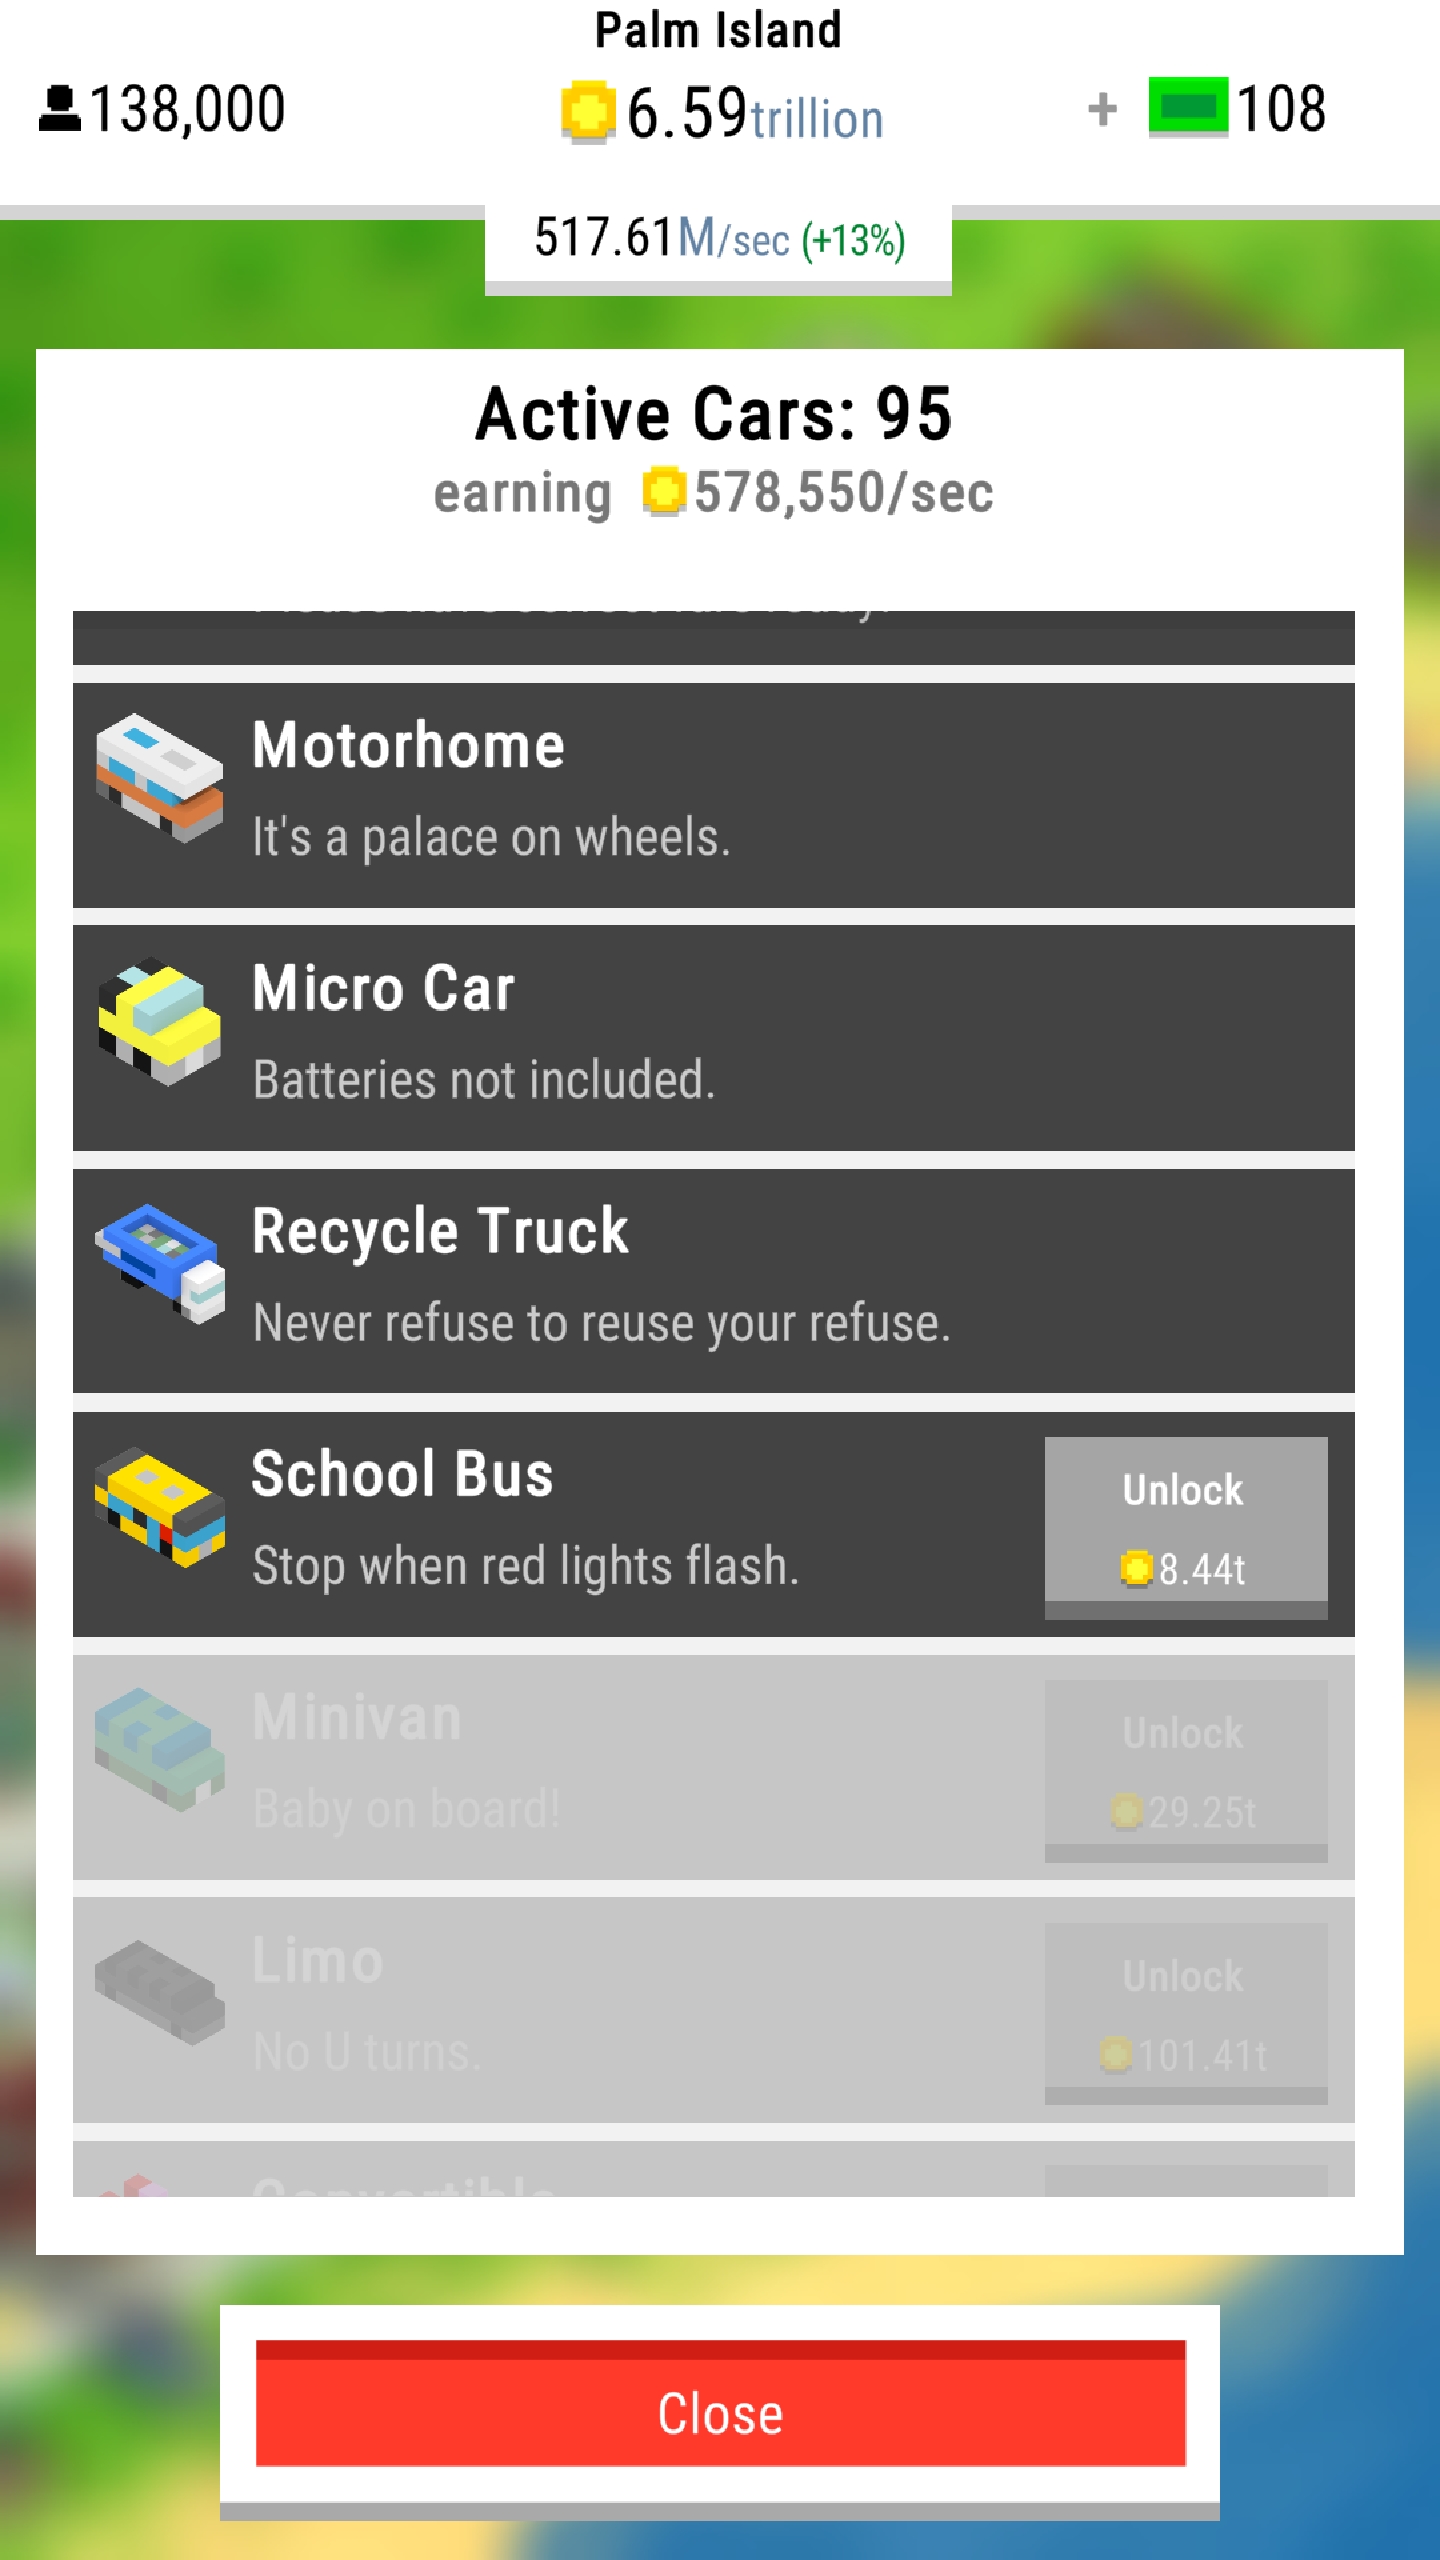 Palm Island
138,000
6.59trillion
+ 108
517.61M/sec (+13%)
Active Cars: 95
earning 578,550/sec
Motorhome
It's a palace on wheels.
Micro Car
Batteries not included.
Recycle Truck
Never refuse to reuse your refuse.
School Bus
Stop when red lights flash.
Unlock
8.44t
Minivan
Baby on board!
Unlock
29.25t
Limo
No U turns.
Unlock
101.41t
Convertible
Close